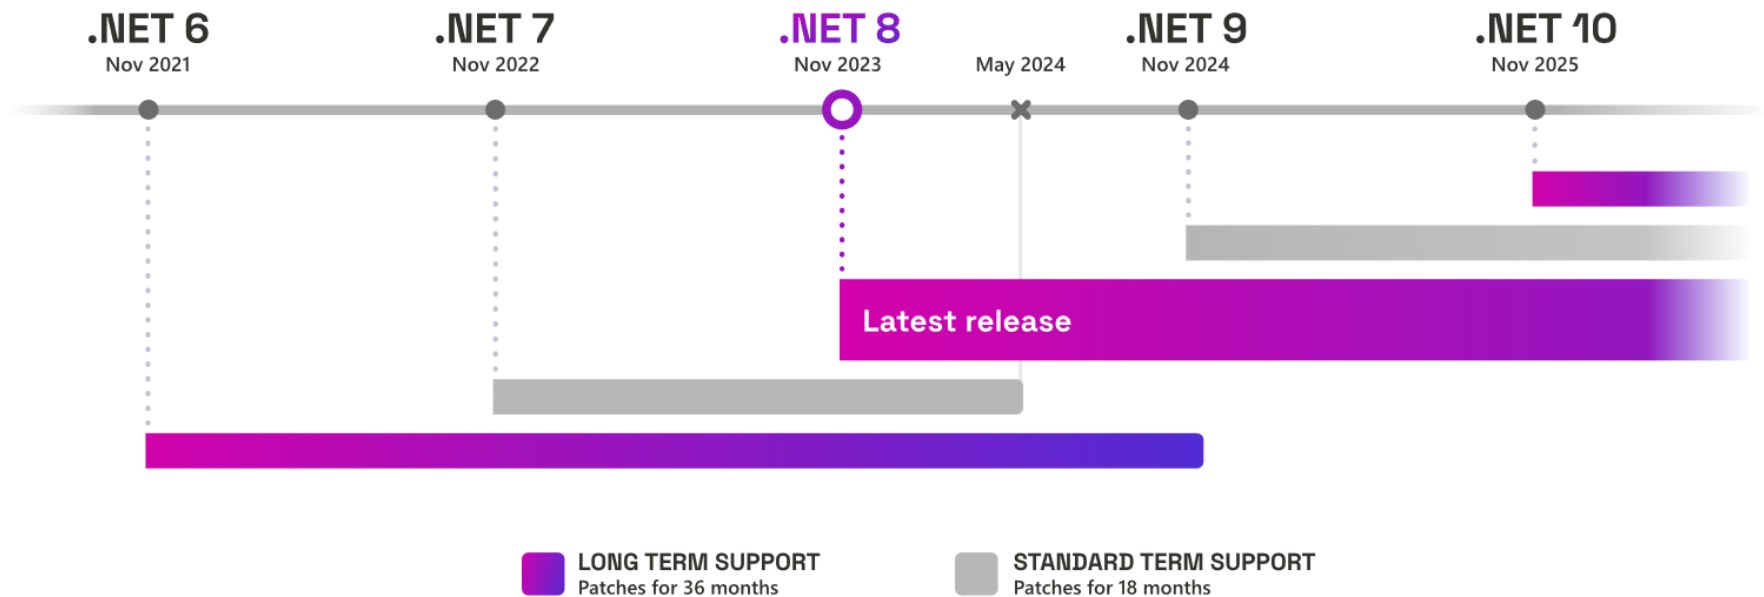 .NET 6
Nov 2021
.NET 7
Nov 2022
.NET 8
Nov 2023
May 2024
.NET 9
Nov 2024
.NET 10
Nov 2025
Latest release
LONG TERM SUPPORT
Patches for 36 months
STANDARD TERM SUPPORT
Patches for 18 months